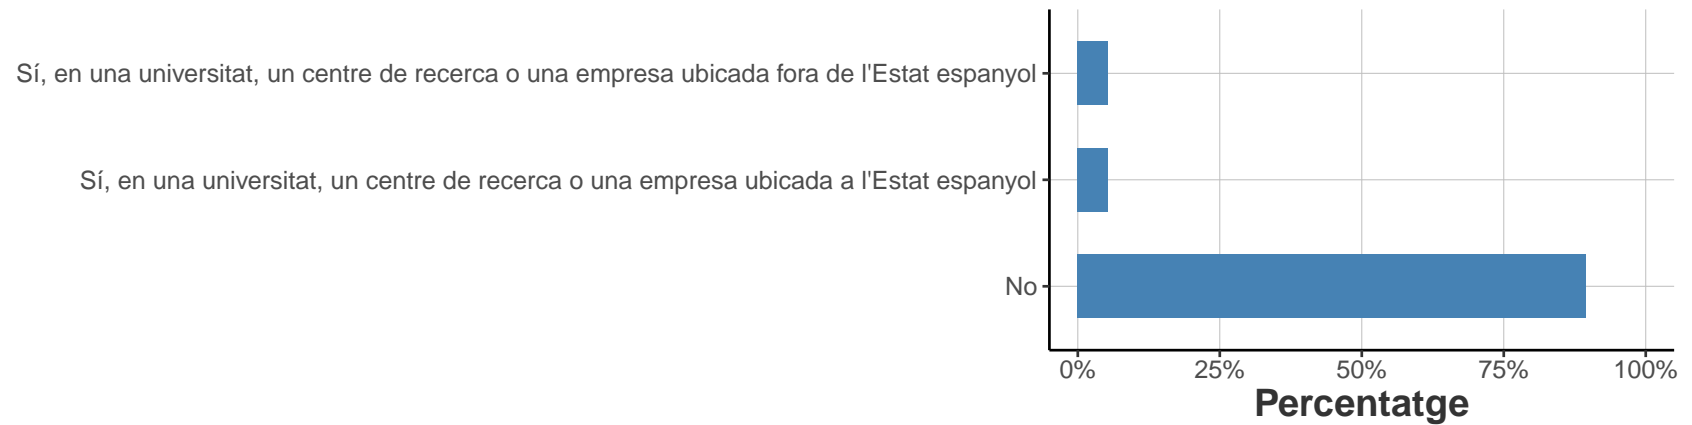 Sí, en una universitat, un centre de recerca o una empresa ubicada fora de l'Estat espanyol
Sí, en una universitat, un centre de recerca o una empresa ubicada a l'Estat espanyol
No
0% 25% 50% 75% 100%
Percentatge